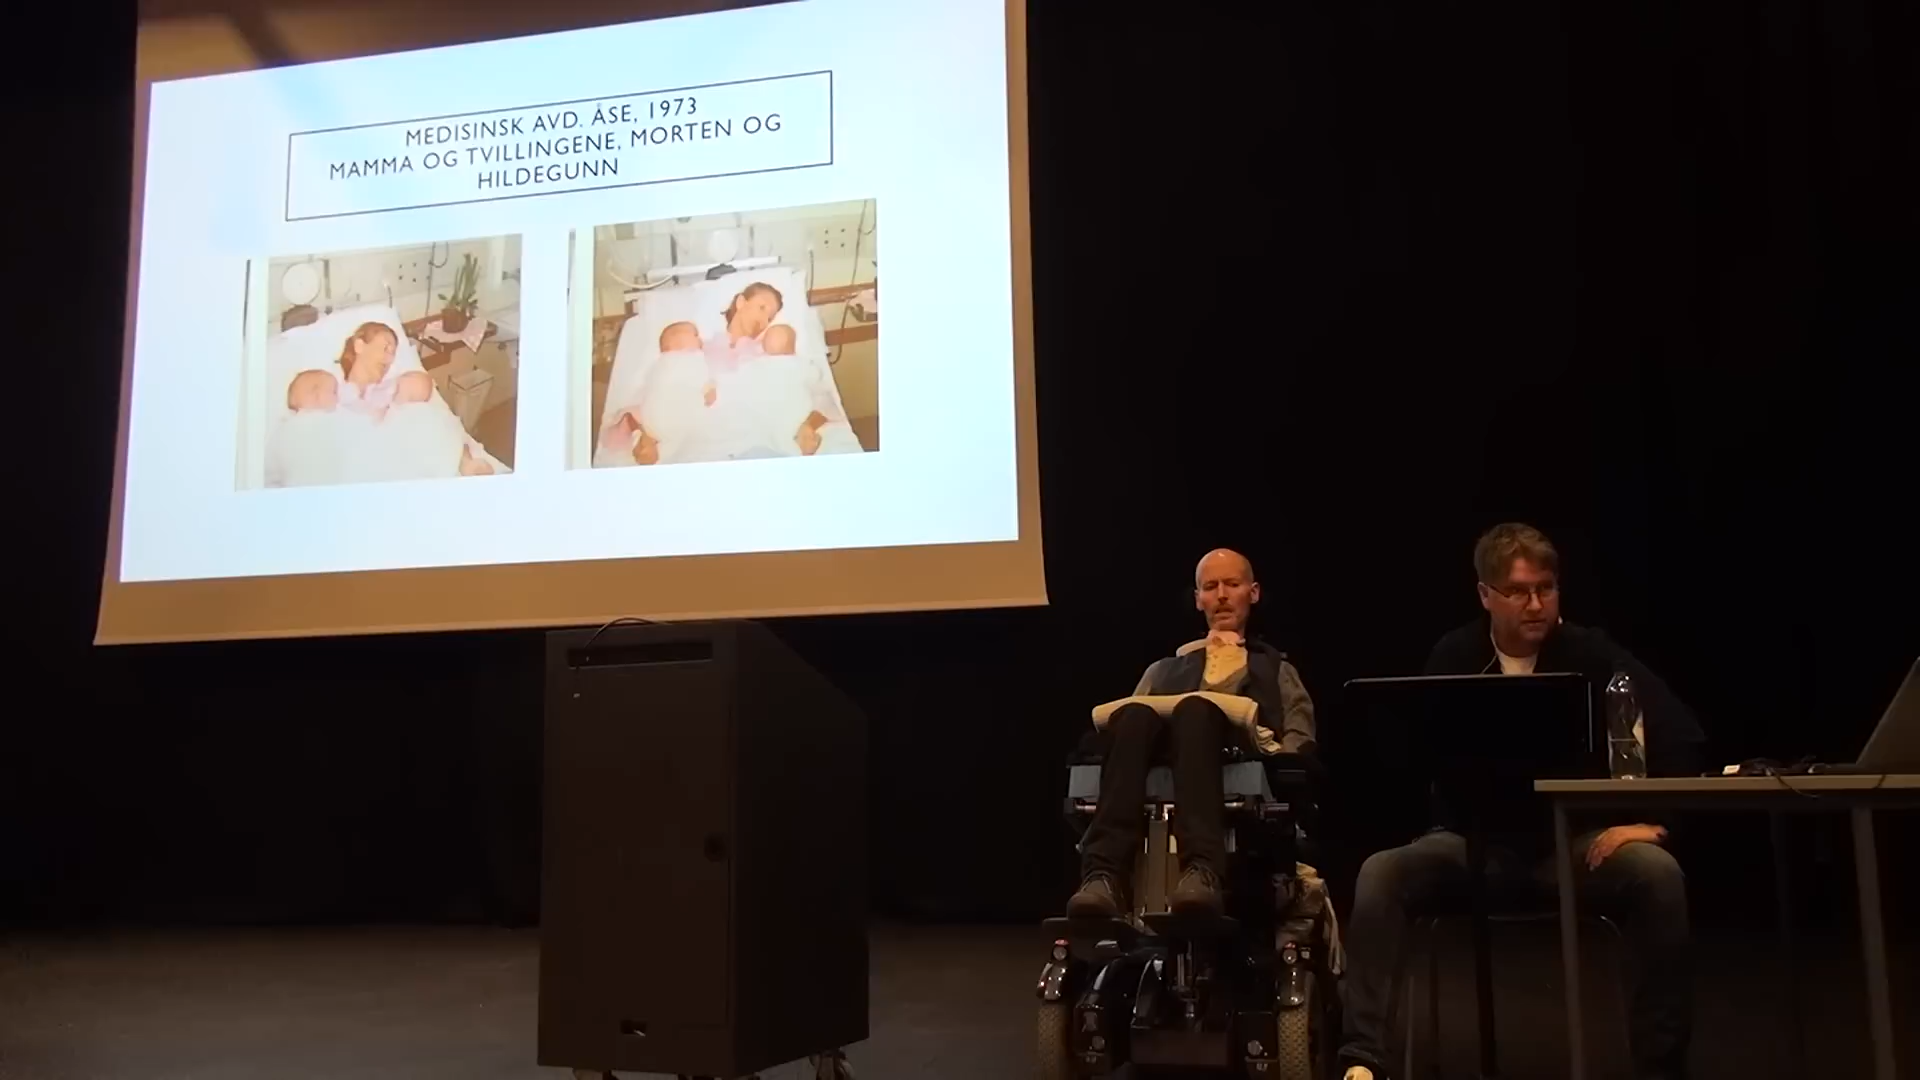 MEDISINSK AVD. ÅSE, 1973
MAMMA OG TVILLINGENE, MORTEN OG
HILDEGUNN